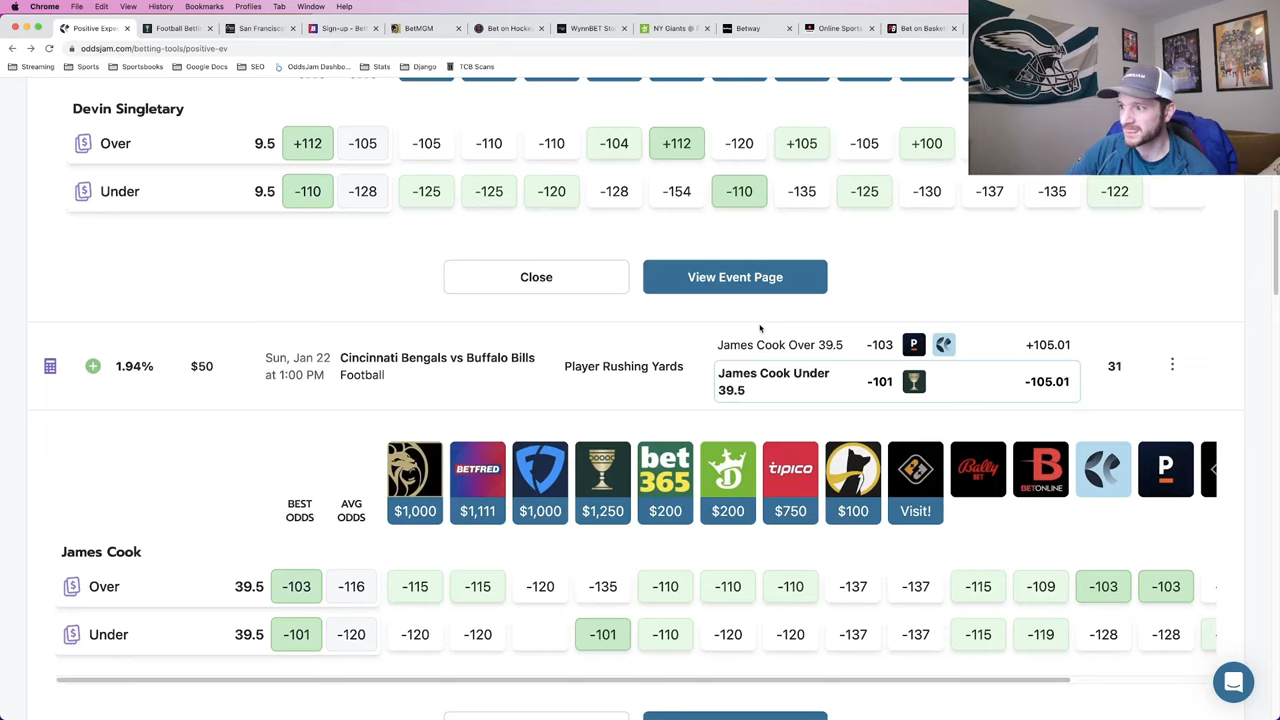 Chrome File Edit View History Bookmarks Profiles Tab Window Help
Positive Expe Football Bettin San Francisc Sign-up - Bet BetMGM Bet on Hocke WynnBET Sto NY Giants @ Betway Online Sports Bet on Basket
oddsjam.com/betting-tools/positive-ev
Streaming Sports Sportsbooks Google Docs SEO OddsJam Dashbo... Stats Django TCB Scans
Devin Singletary
Over 9.5 +112 -105 -105 -110 -110 -104 +112 -120 +105 -105 +100
Under 9.5 -110 -128 -125 -125 -120 -128 -154 -110 -135 -125 -130 -137 -135 -122
Close View Event Page
1.94% $50 Sun, Jan 22 at 1:00 PM Cincinnati Bengals vs Buffalo Bills Football Player Rushing Yards
James Cook Over 39.5 -103 P +105.01
James Cook Under 39.5 -101 -105.01 31
BEST ODDS AVG ODDS
BETFRED bet365 tipico Bally BET B BETONLINE P
$1,000 $1,111 $1,000 $1,250 $200 $200 $750 $100 Visit!
James Cook
Over 39.5 -103 -116 -115 -115 -120 -135 -110 -110 -110 -137 -137 -115 -109 -103 -103
Under 39.5 -101 -120 -120 -120 -101 -110 -120 -120 -137 -137 -115 -119 -128 -128